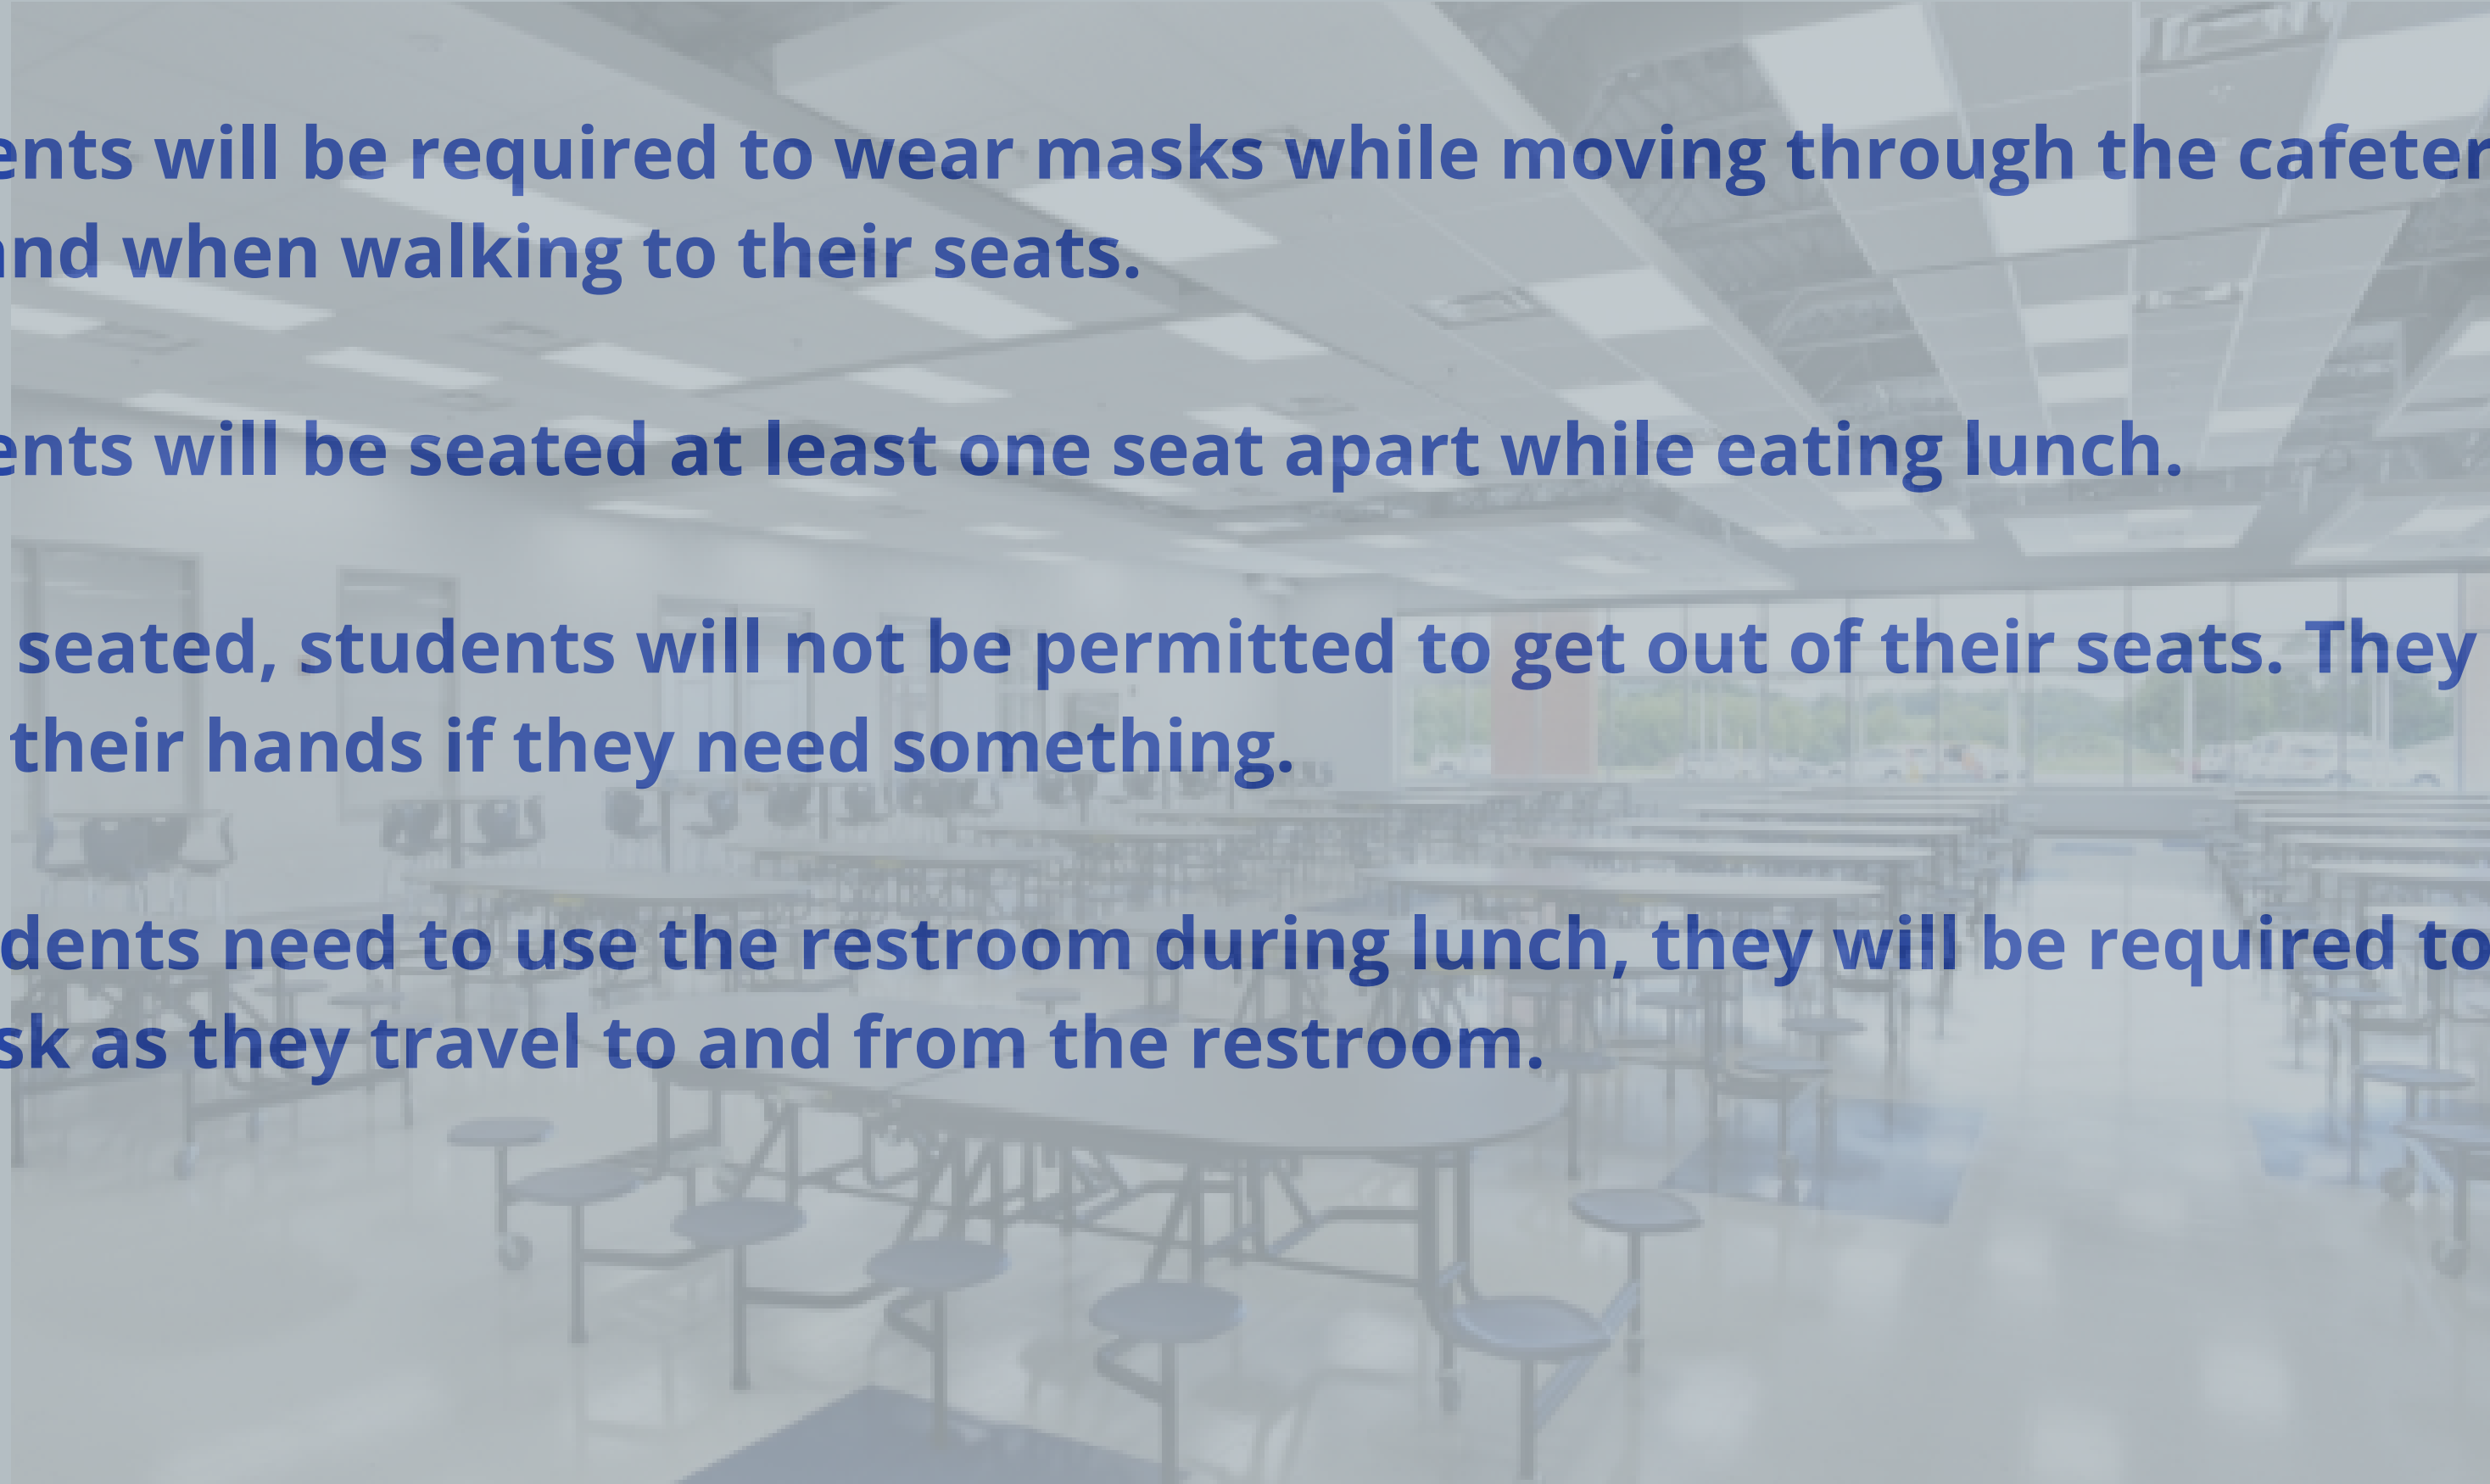 ents will be required to wear masks while moving through the cafeter
and when walking to their seats.
ents will be seated at least one seat apart while eating lunch.
seated, students will not be permitted to get out of their seats. They
their hands if they need something.
dents need to use the restroom during lunch, they will be required to
sk as they travel to and from the restroom.